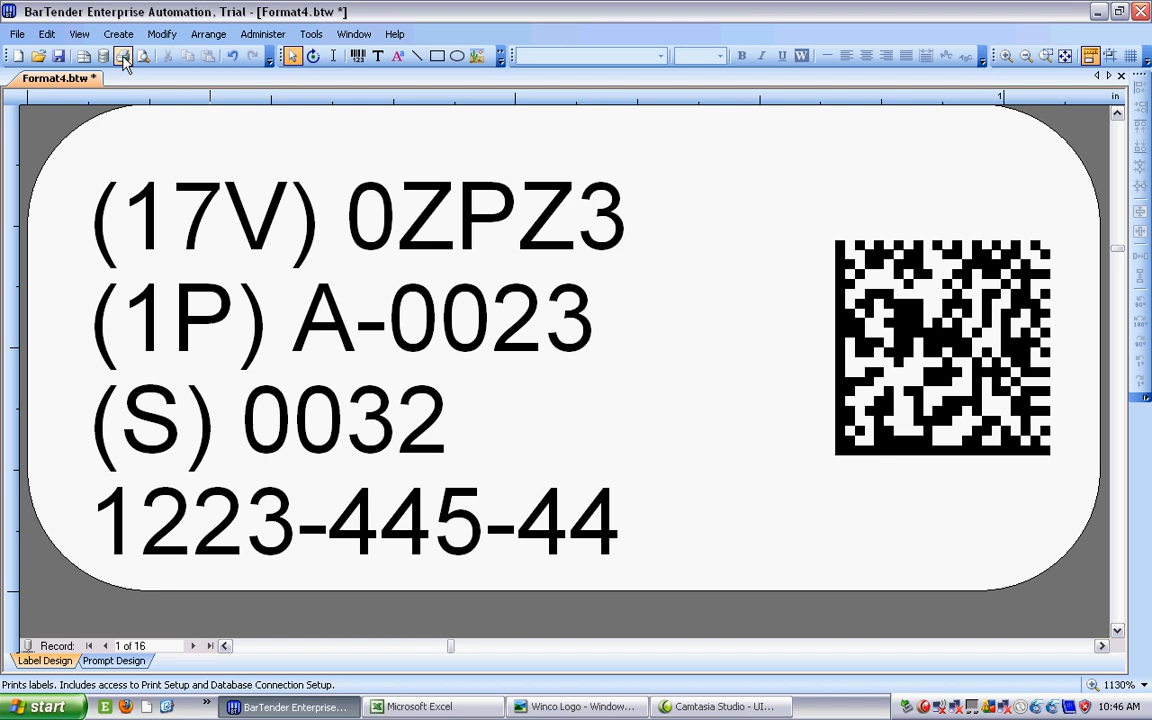 BarTender Enterprise Automation, Trial - [Format4.btw *]
File Edit View Create Modify Arrange Administer Tools Window Help
Format4.btw *
1
in
(17V) 0ZPZ3
(1P) A-0023
(S) 0032
1223-445-44
Record: 1 of 16
Label Design Prompt Design
Prints labels. Includes access to Print Setup and Database Connection Setup.
1130%
start
BarTender Enterprise...
Microsoft Excel
Winco Logo - Window...
Camtasia Studio - UI...
10:46 AM